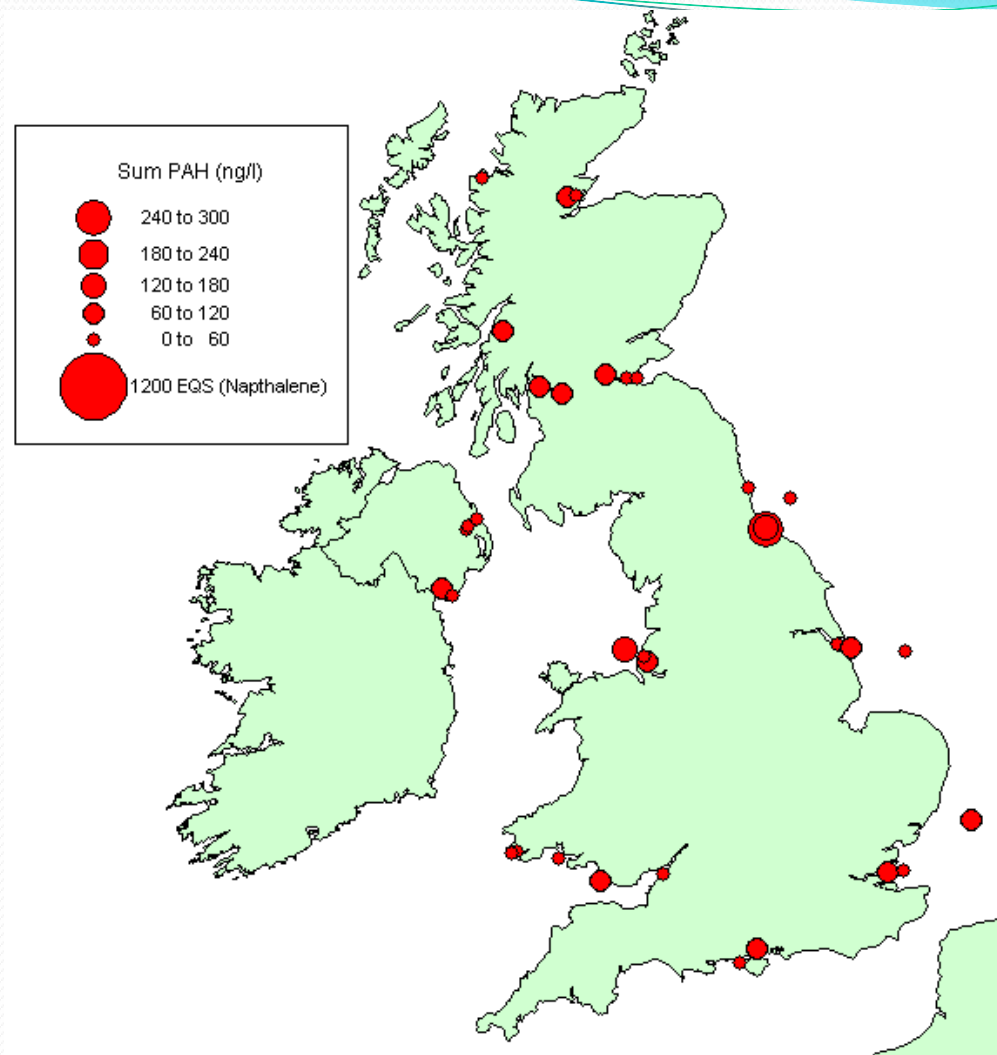 Sum PAH (ng/l)
240 to 300
180 to 240
120 to 180
60 to 120
0 to 60
1200 EQS (Napthalene)